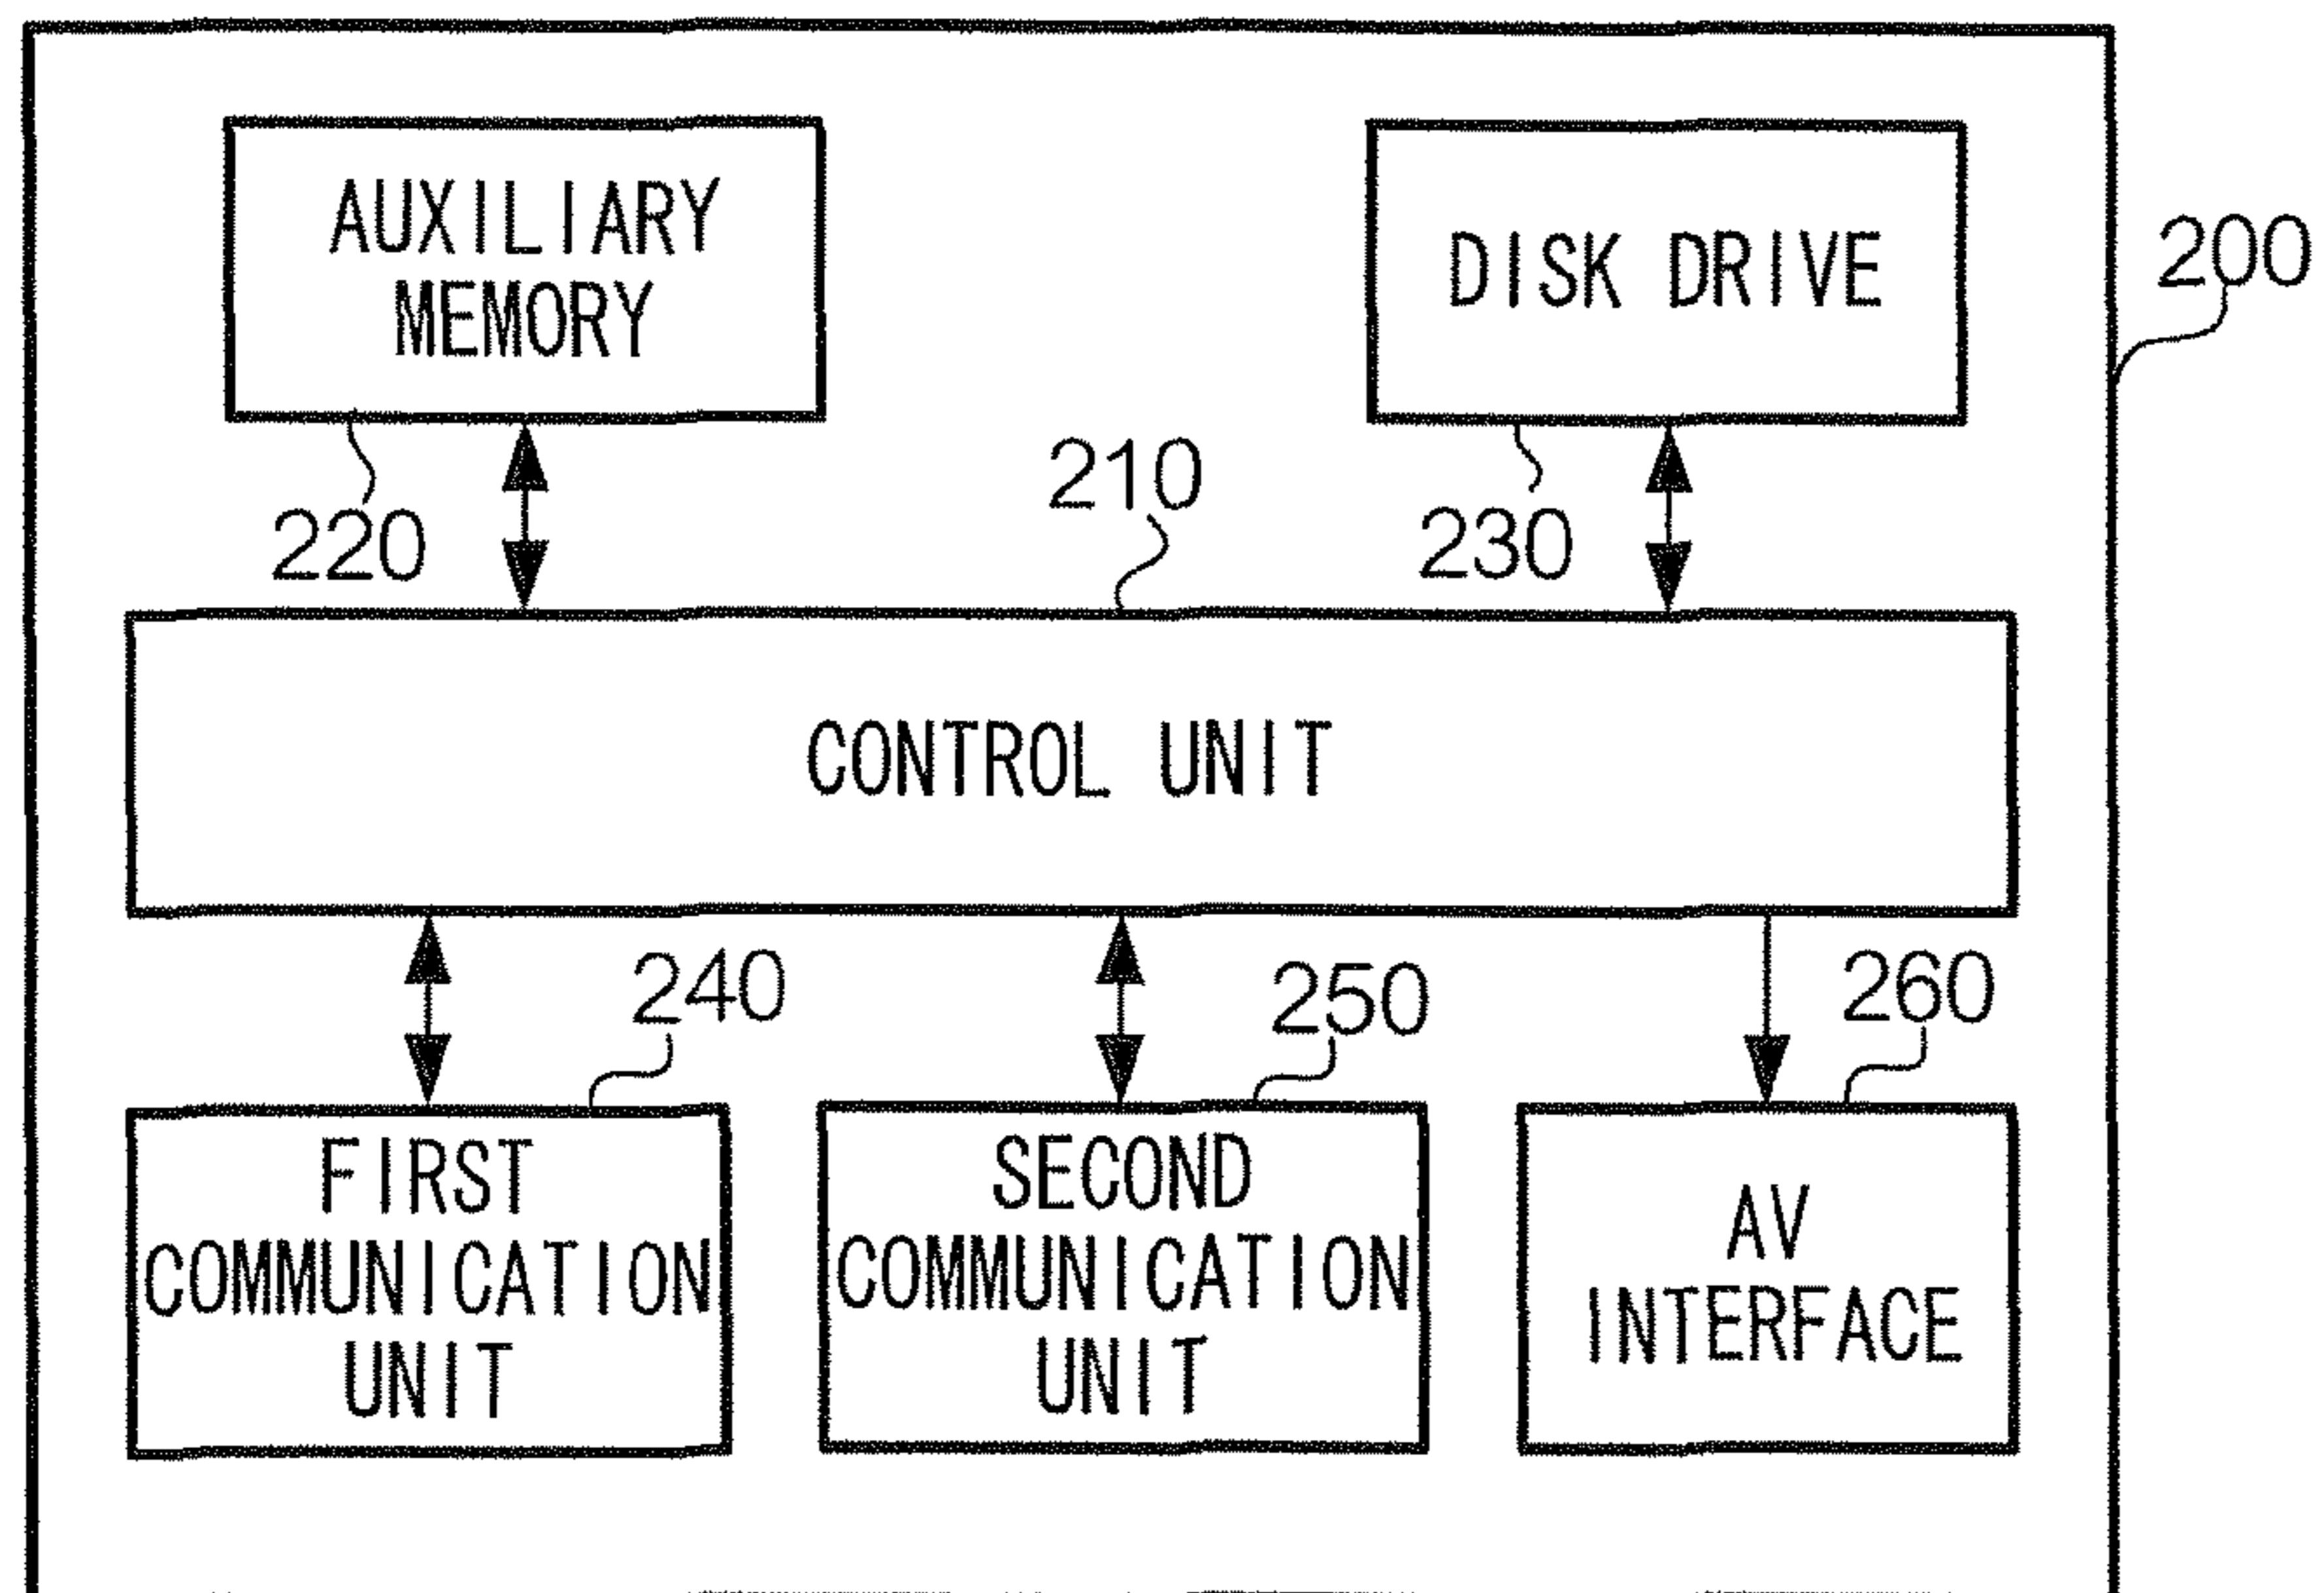 AUXILIARY
MEMORY
DISK DRIVE
200
220
210
230
CONTROL UNIT
240
250
260
FIRST
COMMUNICATION
UNIT
SECOND
COMMUNICATION
UNIT
AV
INTERFACE